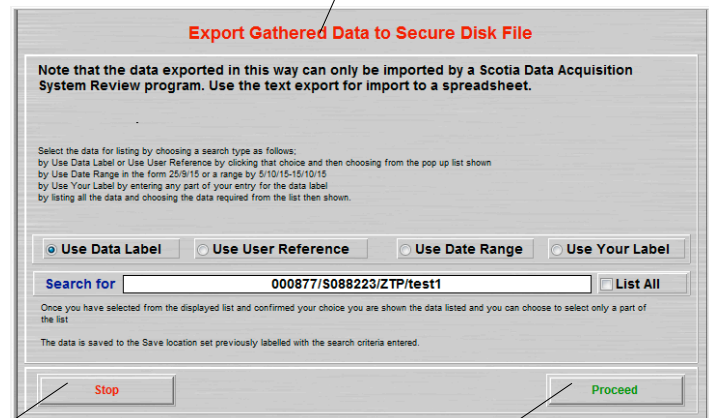 Export Gathered Data to Secure Disk File
Note that the data exported in this way can only be imported by a Scotia Data Acquisition
System Review program. Use the text export for import to a spreadsheet.
Select the data for listing by choosing a search type as follows;
by Use Data Label or Use User Reference by clicking that choice and then choosing from the pop up list shown
by Use Date Range in the form 25/9/15 or a range by 5/10/15-15/10/15
by Use Your Label by entering any part of your entry for the data label
by listing all the data and choosing the data required from the list then shown.
Use Data Label Use User Reference Use Date Range Use Your Label
Search for 000877/S088223/ZTP/test1 List All
Once you have selected from the displayed list and confirmed your choice you are shown the data listed and you can choose to select only a part of
the list
The data is saved to the Save location set previously labelled with the search criteria entered.
Stop Proceed